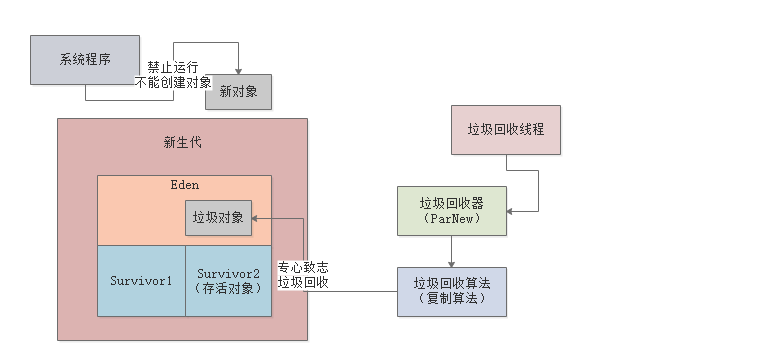 系统程序
禁止运行
不能创建对象
新对象
新生代
垃圾回收线程
Eden
垃圾对象
垃圾回收器
（ParNew）
Survivor1
Survivor2
（存活对象）
专心致志
垃圾回收
垃圾回收算法
（复制算法）